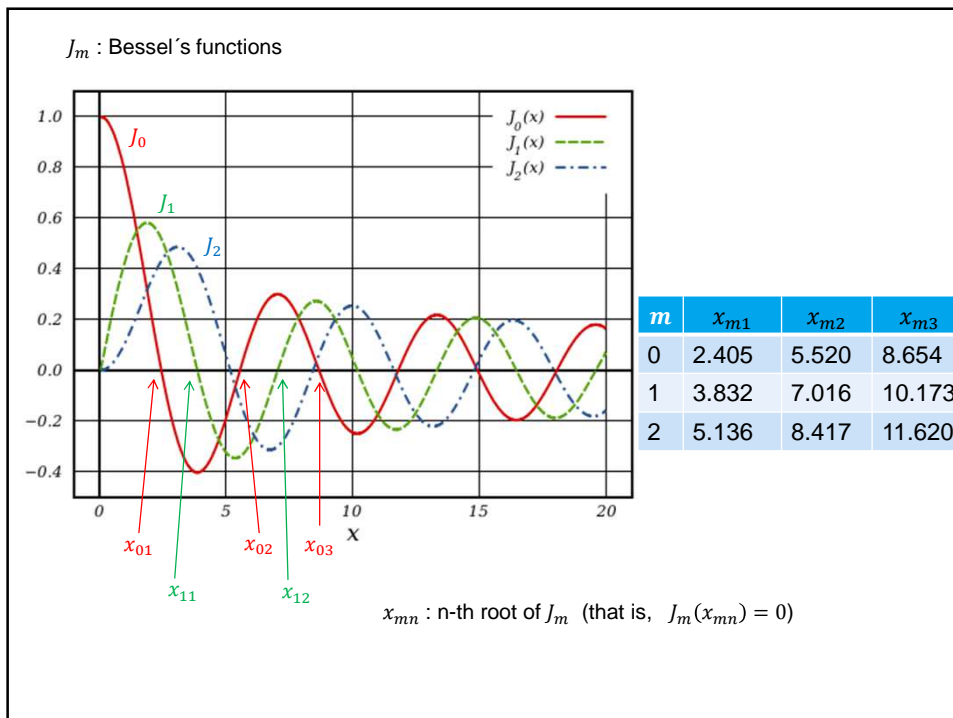 J_m : Bessel´s functions
1.0
0.8
0.6
0.4
0.2
0.0
−0.2
−0.4
J_0
J_1
J_2
J_0(x)
J_1(x)
J_2(x)
0 5 10 15 20
x
x_01 x_02 x_03
x_11 x_12
m x_m1 x_m2 x_m3
0 2.405 5.520 8.654
1 3.832 7.016 10.173
2 5.136 8.417 11.620
x_mn : n-th root of J_m (that is, J_m(x_mn) = 0)